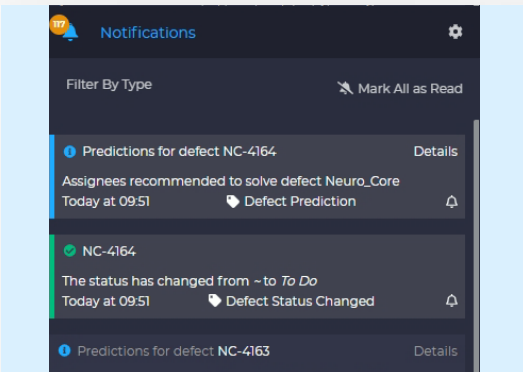 117
Notifications
Filter By Type
Mark All as Read
Predictions for defect NC-4164 Details
Assignees recommended to solve defect Neuro_Core
Today at 09:51 Defect Prediction
NC-4164
The status has changed from ~ to To Do
Today at 09:51 Defect Status Changed
Predictions for defect NC-4163 Details